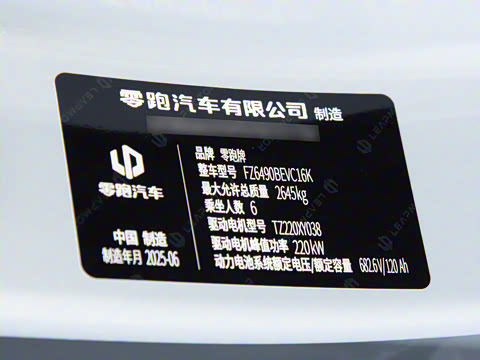 零跑汽车有限公司 制造
零跑汽车
中国 制造
制造年月 2025-06
品牌 零跑牌
整车型号 FZ6490BEVC16K
最大允许总质量 2645kg
乘坐人数 6
驱动电机型号 TZ220XY038
驱动电机峰值功率 220kW
动力电池系统额定电压/额定容量 682.6V/120Ah